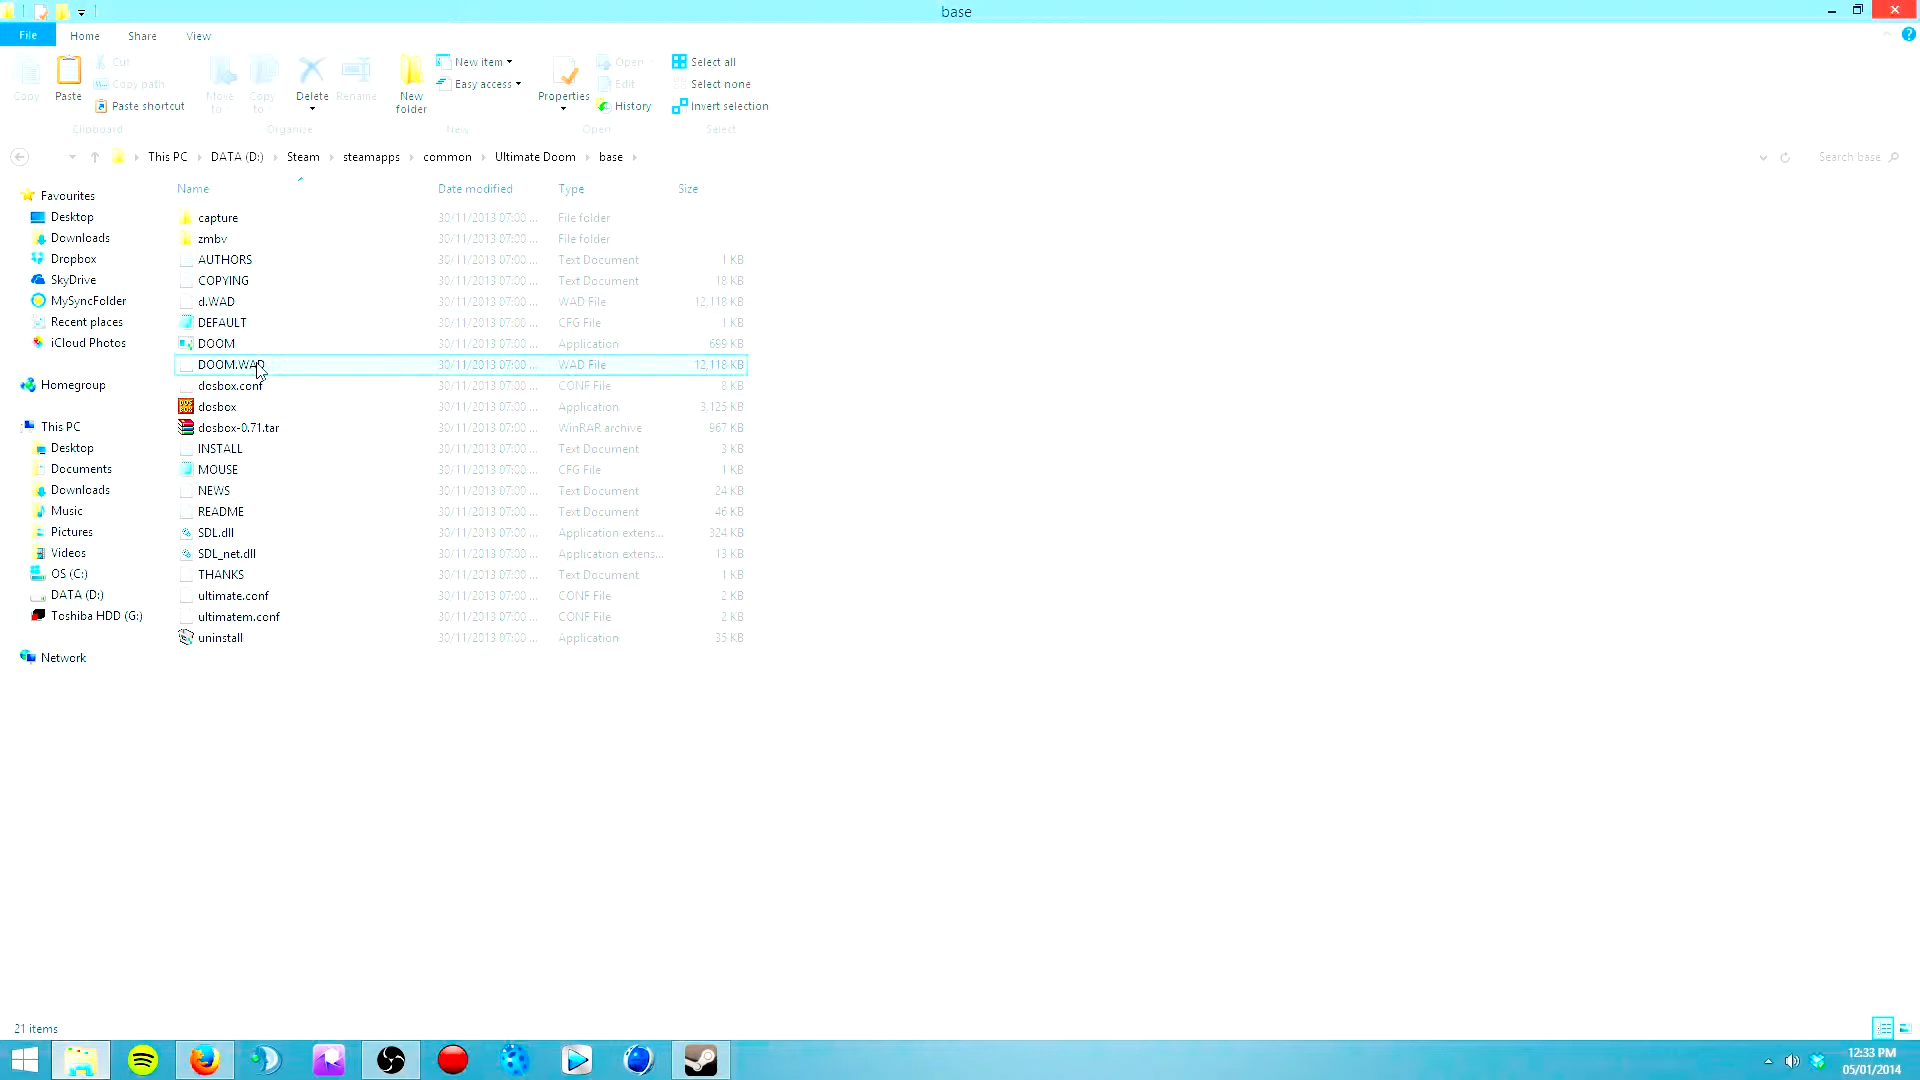 base
File Home Share View
Copy Paste Cut Copy path Paste shortcut Move to Copy to Delete Rename New folder New item Easy access Properties Open Edit History Select all Select none Invert selection
Clipboard Organise New Open Select
This PC DATA (D:) Steam steamapps common Ultimate Doom base Search base
Favourites
Desktop
Downloads
Dropbox
SkyDrive
MySyncFolder
Recent places
iCloud Photos
Homegroup
This PC
Desktop
Documents
Downloads
Music
Pictures
Videos
OS (C:)
DATA (D:)
Toshiba HDD (G:)
Network
Name Date modified Type Size
capture 30/11/2013 07:00 ... File folder
zmbv 30/11/2013 07:00 ... File folder
AUTHORS 30/11/2013 07:00 ... Text Document 1 KB
COPYING 30/11/2013 07:00 ... Text Document 18 KB
d.WAD 30/11/2013 07:00 ... WAD File 12,118 KB
DEFAULT 30/11/2013 07:00 ... CFG File 1 KB
DOOM 30/11/2013 07:00 ... Application 699 KB
DOOM.WAD 30/11/2013 07:00 ... WAD File 12,118 KB
dosbox.conf 30/11/2013 07:00 ... CONF File 8 KB
dosbox 30/11/2013 07:00 ... Application 3,125 KB
dosbox-0.71.tar 30/11/2013 07:00 ... WinRAR archive 967 KB
INSTALL 30/11/2013 07:00 ... Text Document 3 KB
MOUSE 30/11/2013 07:00 ... CFG File 1 KB
NEWS 30/11/2013 07:00 ... Text Document 24 KB
README 30/11/2013 07:00 ... Text Document 46 KB
SDL.dll 30/11/2013 07:00 ... Application extens... 324 KB
SDL_net.dll 30/11/2013 07:00 ... Application extens... 13 KB
THANKS 30/11/2013 07:00 ... Text Document 1 KB
ultimate.conf 30/11/2013 07:00 ... CONF File 2 KB
ultimatem.conf 30/11/2013 07:00 ... CONF File 2 KB
uninstall 30/11/2013 07:00 ... Application 35 KB
21 items
12:33 PM
05/01/2014